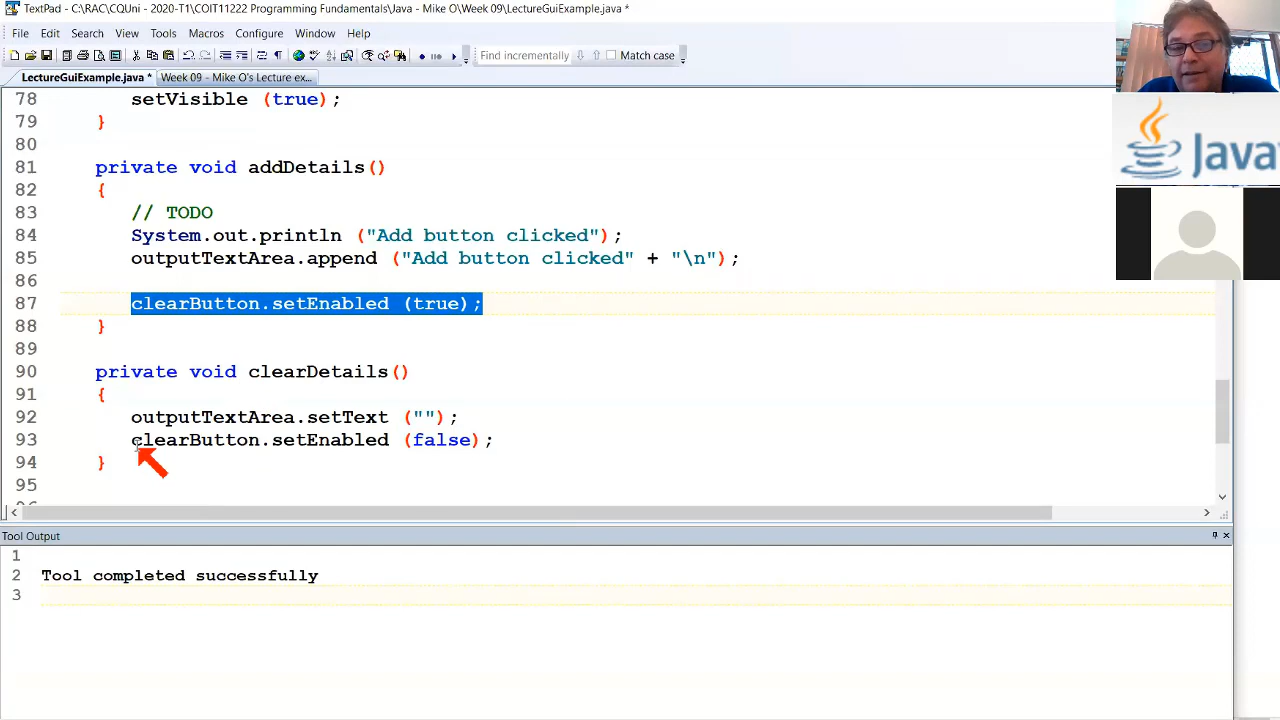 TextPad - C:\RAC\CQUni - 2020-T1\COIT11222 Programming Fundamentals\Java - Mike O\Week 09\LectureGuiExample.java *
File Edit Search View Tools Macros Configure Window Help
Find incrementally Match case
LectureGuiExample.java * Week 09 - Mike O's Lecture ex...
78 setVisible (true);
79 }
80
81 private void addDetails()
82 {
83 // TODO
84 System.out.println ("Add button clicked");
85 outputTextArea.append ("Add button clicked" + "\n");
86
87 clearButton.setEnabled (true);
88 }
89
90 private void clearDetails()
91 {
92 outputTextArea.setText ("");
93 clearButton.setEnabled (false);
94 }
95
Java
Tool Output
1
2 Tool completed successfully
3